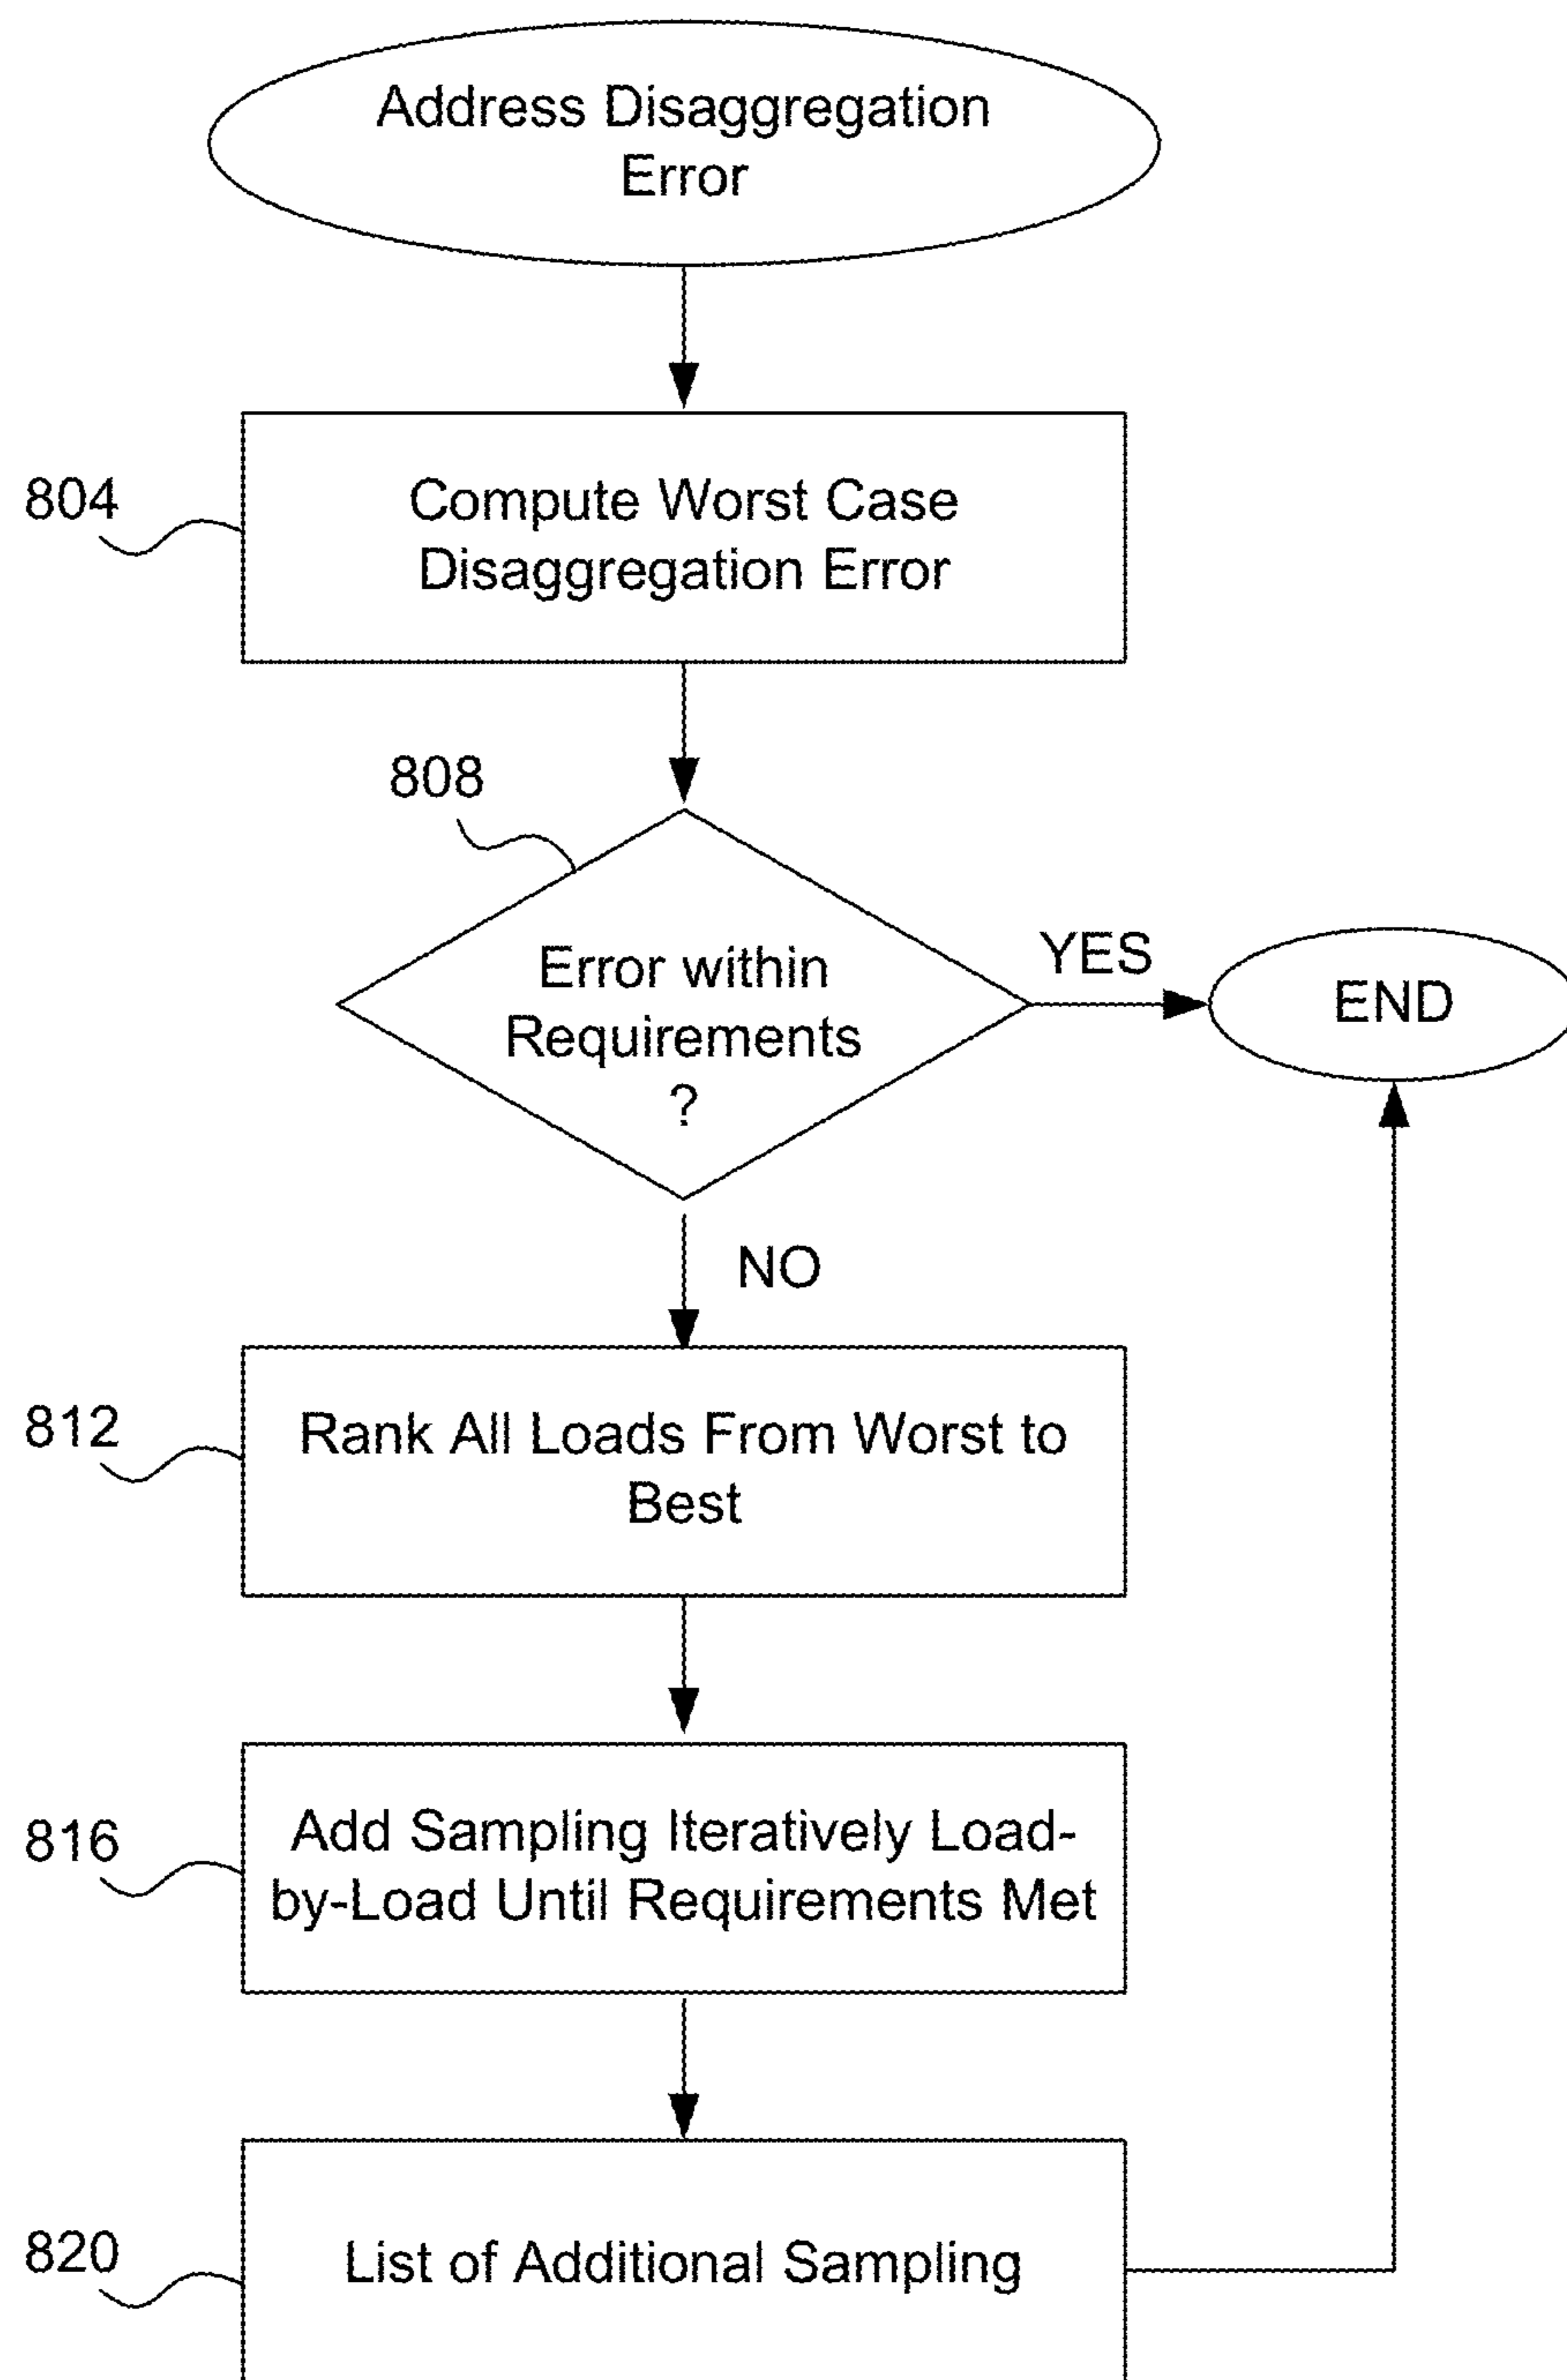 Address Disaggregation
Error
804
Compute Worst Case
Disaggregation Error
808
Error within
Requirements
?
YES
END
NO
812
Rank All Loads From Worst to
Best
816
Add Sampling Iteratively Load-
by-Load Until Requirements Met
820
List of Additional Sampling